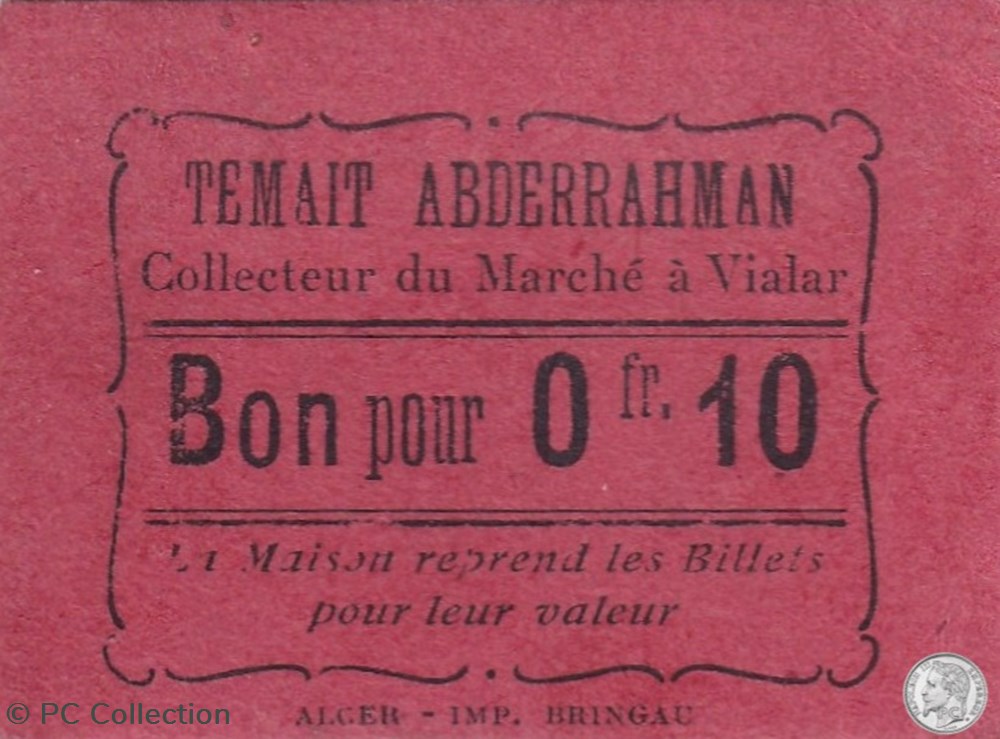 TEMAIT ABDERRAHMAN
Collecteur du Marché à Vialar
Bon pour 0 fr. 10
La Maison reprend les Billets
pour leur valeur
ALGER - IMP. BRINGAU
© PC Collection